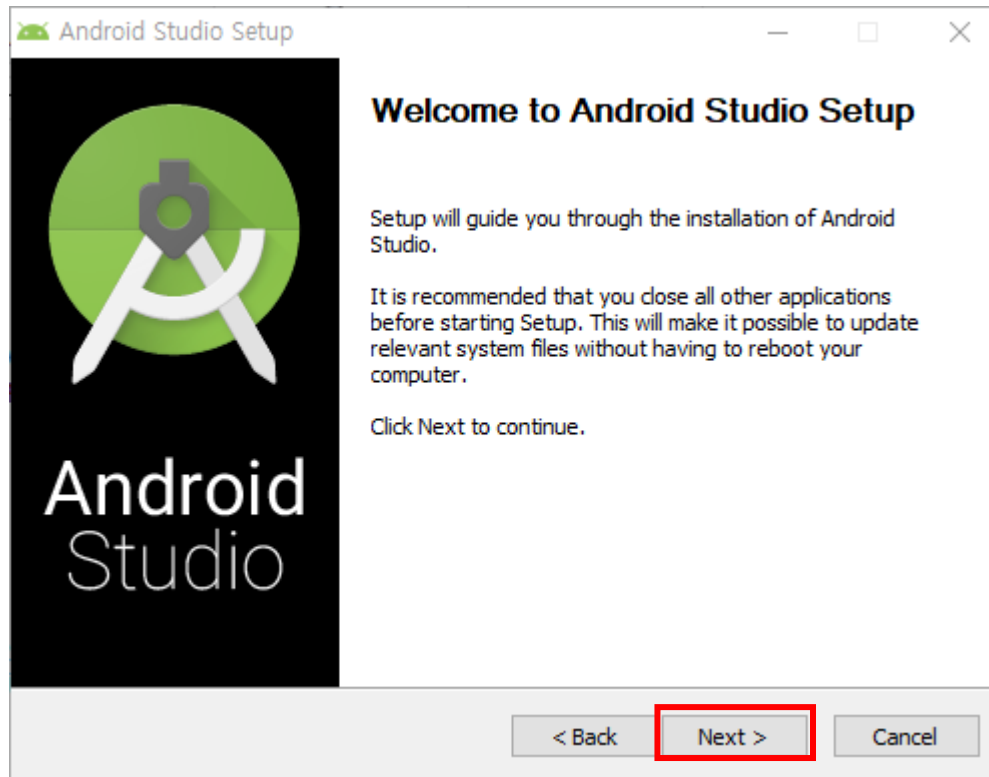 Android Studio Setup
Welcome to Android Studio Setup
Setup will guide you through the installation of Android
Studio.
It is recommended that you close all other applications
before starting Setup. This will make it possible to update
relevant system files without having to reboot your
computer.
Click Next to continue.
Android
Studio
< Back
Next >
Cancel